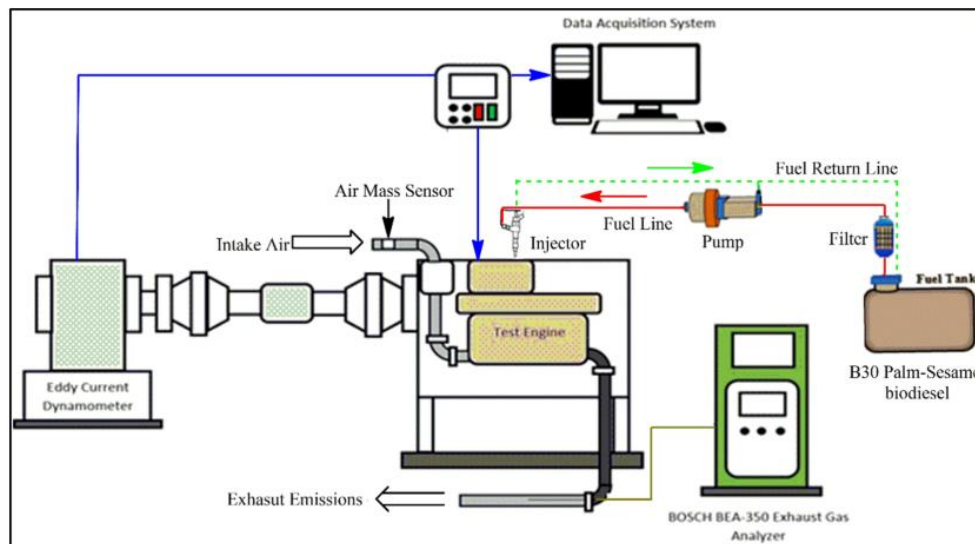 Data Acquisition System
Fuel Return Line
Air Mass Sensor
Fuel Line
Pump
Filter
Intake Air
Injector
Fuel Tank
Test Engine
B30 Palm-Sesame
biodiesel
Eddy Current
Dynamometer
Exhasut Emissions
BOSCH BEA-350 Exhaust Gas
Analyzer